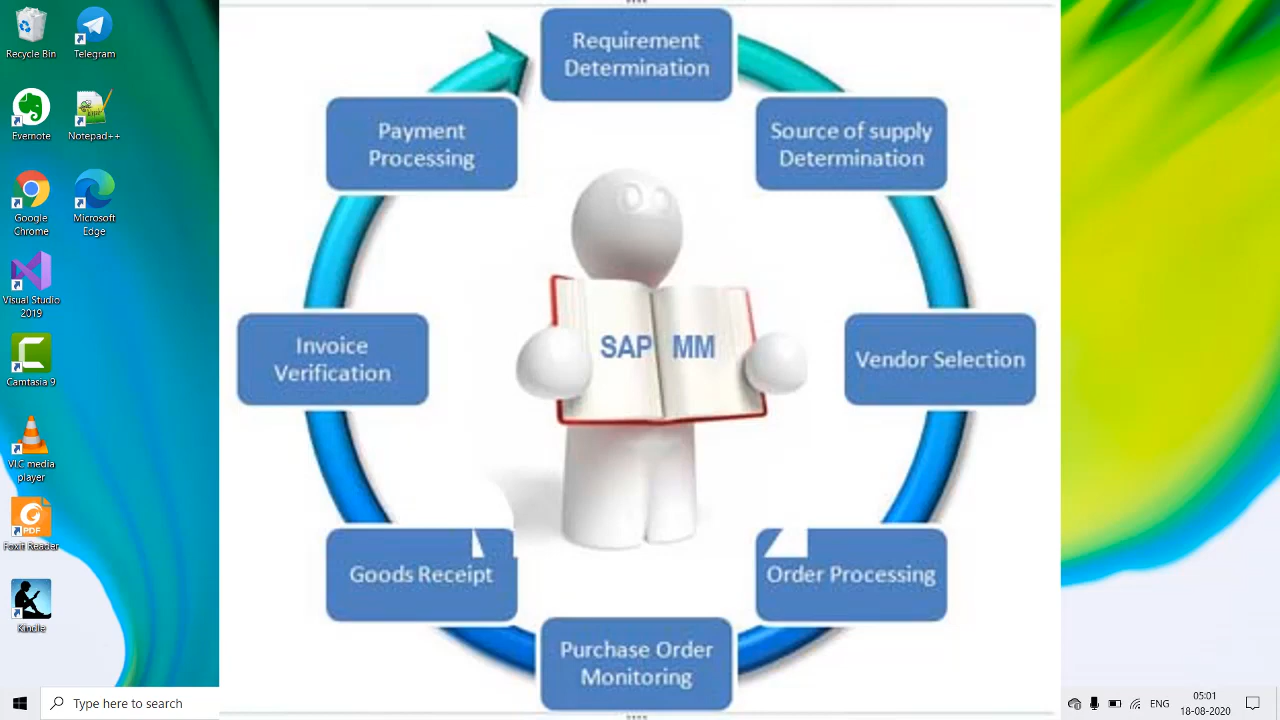 Recycle Bin
Telegram
Evernote
Notepad++
Google
Chrome
Microsoft
Edge
Visual Studio
2019
Camtasia 9
VLC media
player
PDF
Foxit Reader
Kindle
Type here to search
Requirement
Determination
Source of supply
Determination
Vendor Selection
Order Processing
Purchase Order
Monitoring
Goods Receipt
Invoice
Verification
Payment
Processing
SAP MM
05:01
18-08-2020